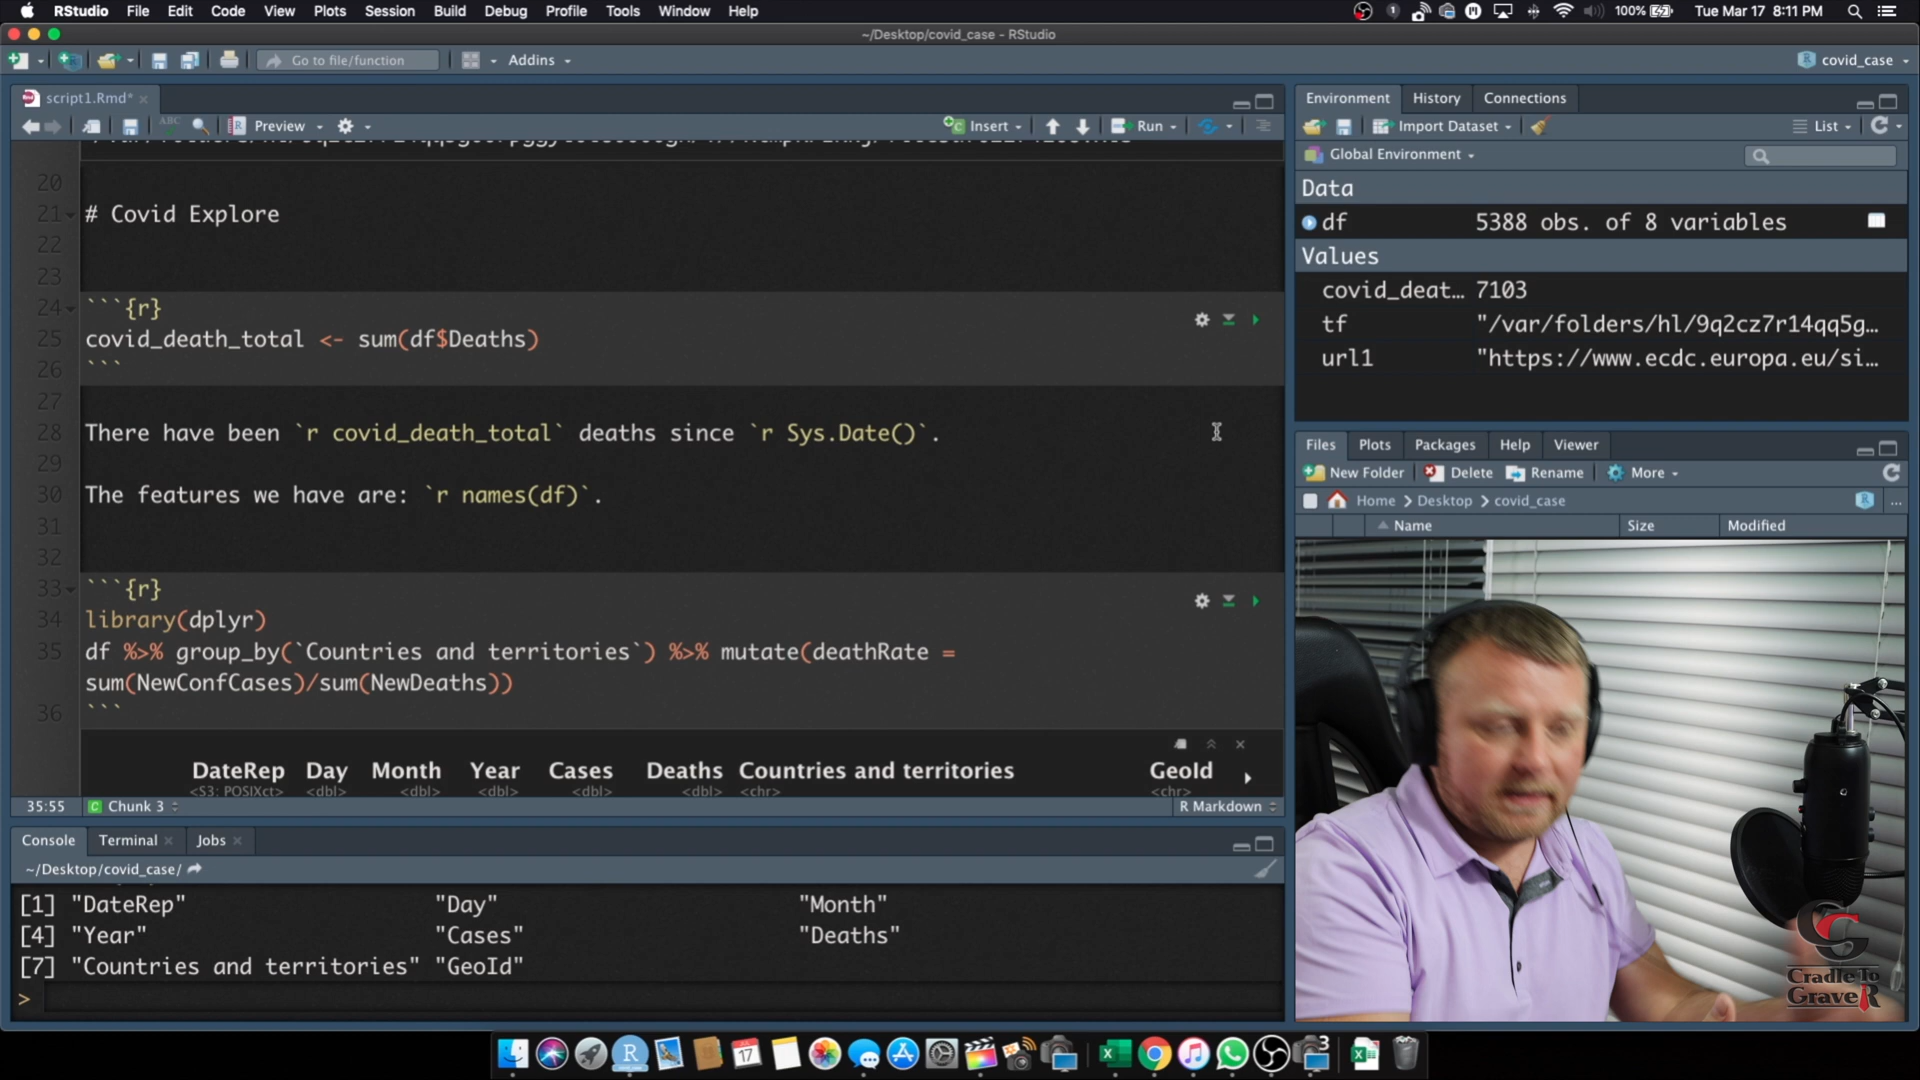 RStudio File Edit Code View Plots Session Build Debug Profile Tools Window Help
100% Tue Mar 17 8:11 PM
~/Desktop/covid_case - RStudio
Go to file/function Addins covid_case
script1.Rmd*
ABC Preview Insert Run
20
21 # Covid Explore
22
23
24 ```{r}
25 covid_death_total <- sum(df$Deaths)
26 ```
27
28 There have been `r covid_death_total` deaths since `r Sys.Date()`.
29
30 The features we have are: `r names(df)`.
31
32
33 ```{r}
34 library(dplyr)
35 df %>% group_by(`Countries and territories`) %>% mutate(deathRate =
sum(NewConfCases)/sum(NewDeaths))
36 ```
DateRep Day Month Year Cases Deaths Countries and territories GeoId
<S3: POSIXct> <dbl> <dbl> <dbl> <dbl> <dbl> <chr> <chr>
35:55 Chunk 3 R Markdown
Console Terminal Jobs
~/Desktop/covid_case/
[1] "DateRep" "Day" "Month"
[4] "Year" "Cases" "Deaths"
[7] "Countries and territories" "GeoId"
>
Environment History Connections
Import Dataset List
Global Environment
Data
df 5388 obs. of 8 variables
Values
covid_deat… 7103
tf "/var/folders/hl/9q2cz7r14qq5g…
url1 "https://www.ecdc.europa.eu/si…
Files Plots Packages Help Viewer
New Folder Delete Rename More
Home Desktop covid_case ...
Name Size Modified
Cradle To
GraveR
17
3